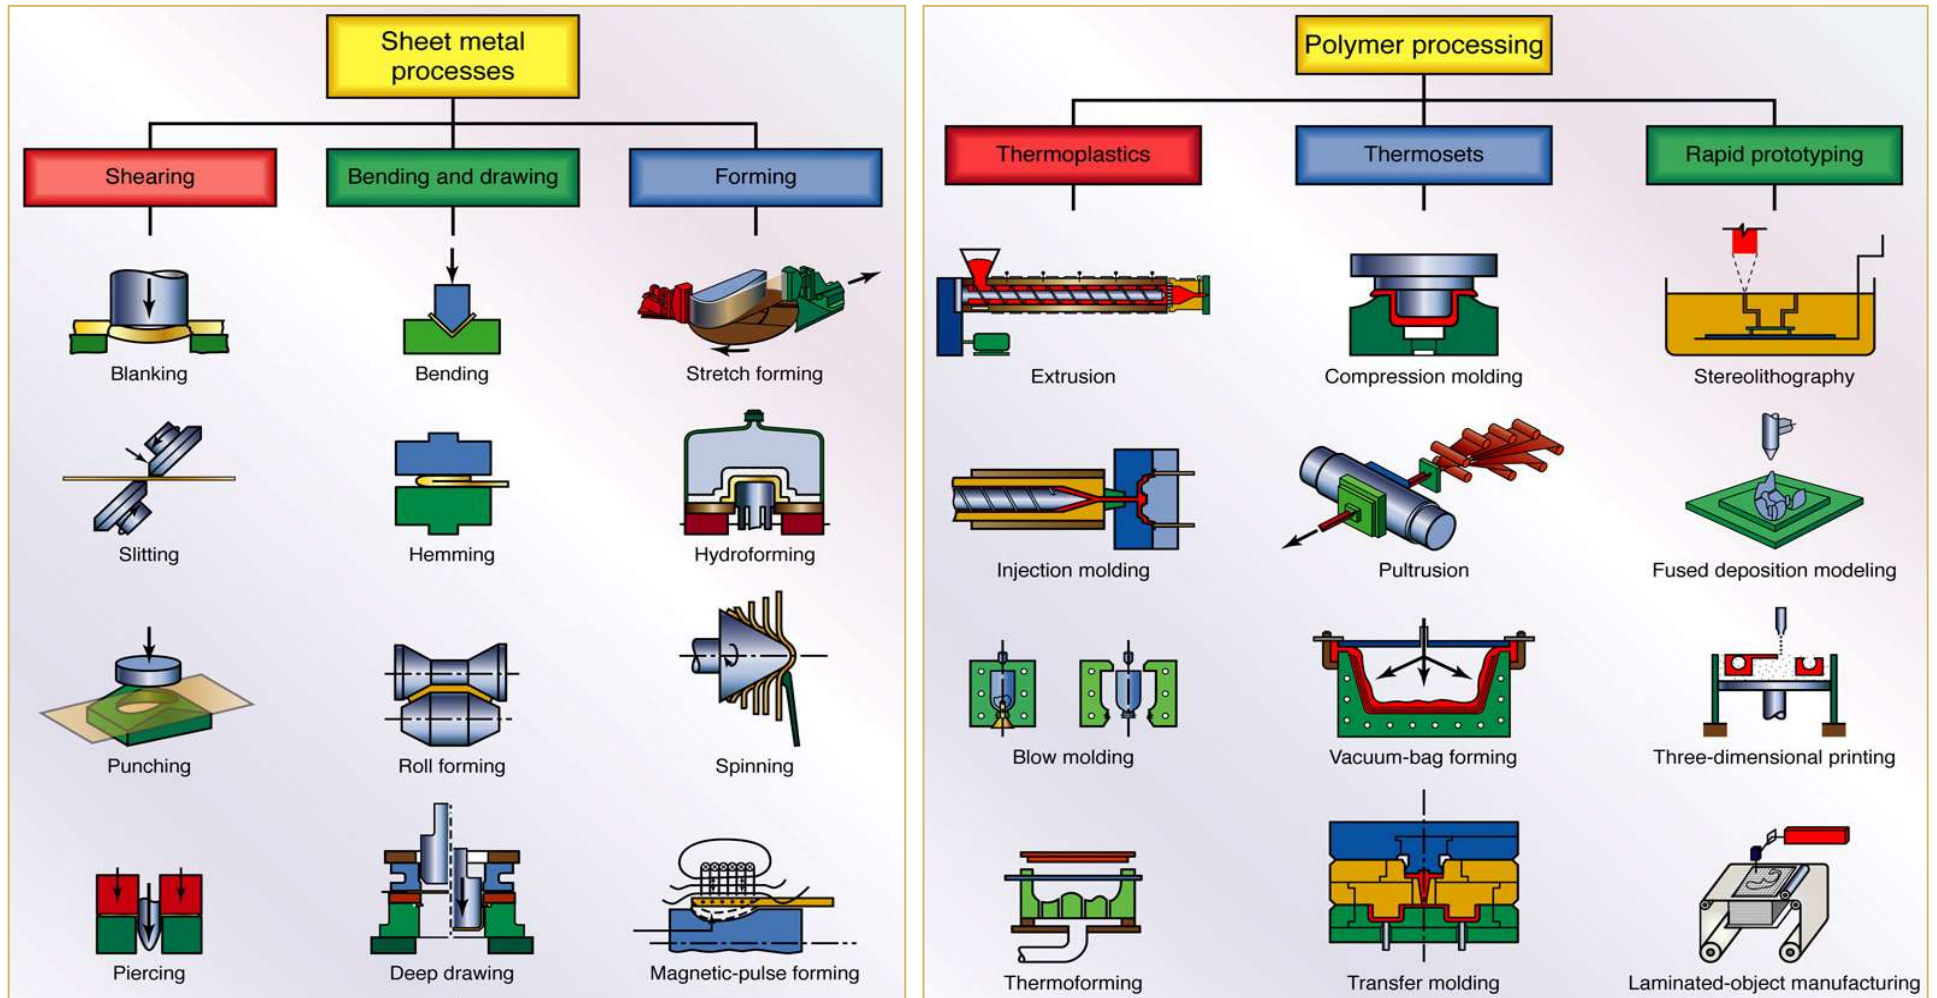 Sheet metal
processes
Shearing
Bending and drawing
Forming
Blanking
Bending
Stretch forming
Slitting
Hemming
Hydroforming
Punching
Roll forming
Spinning
Piercing
Deep drawing
Magnetic-pulse forming
Polymer processing
Thermoplastics
Thermosets
Rapid prototyping
Extrusion
Compression molding
Stereolithography
Injection molding
Pultrusion
Fused deposition modeling
Blow molding
Vacuum-bag forming
Three-dimensional printing
Thermoforming
Transfer molding
Laminated-object manufacturing